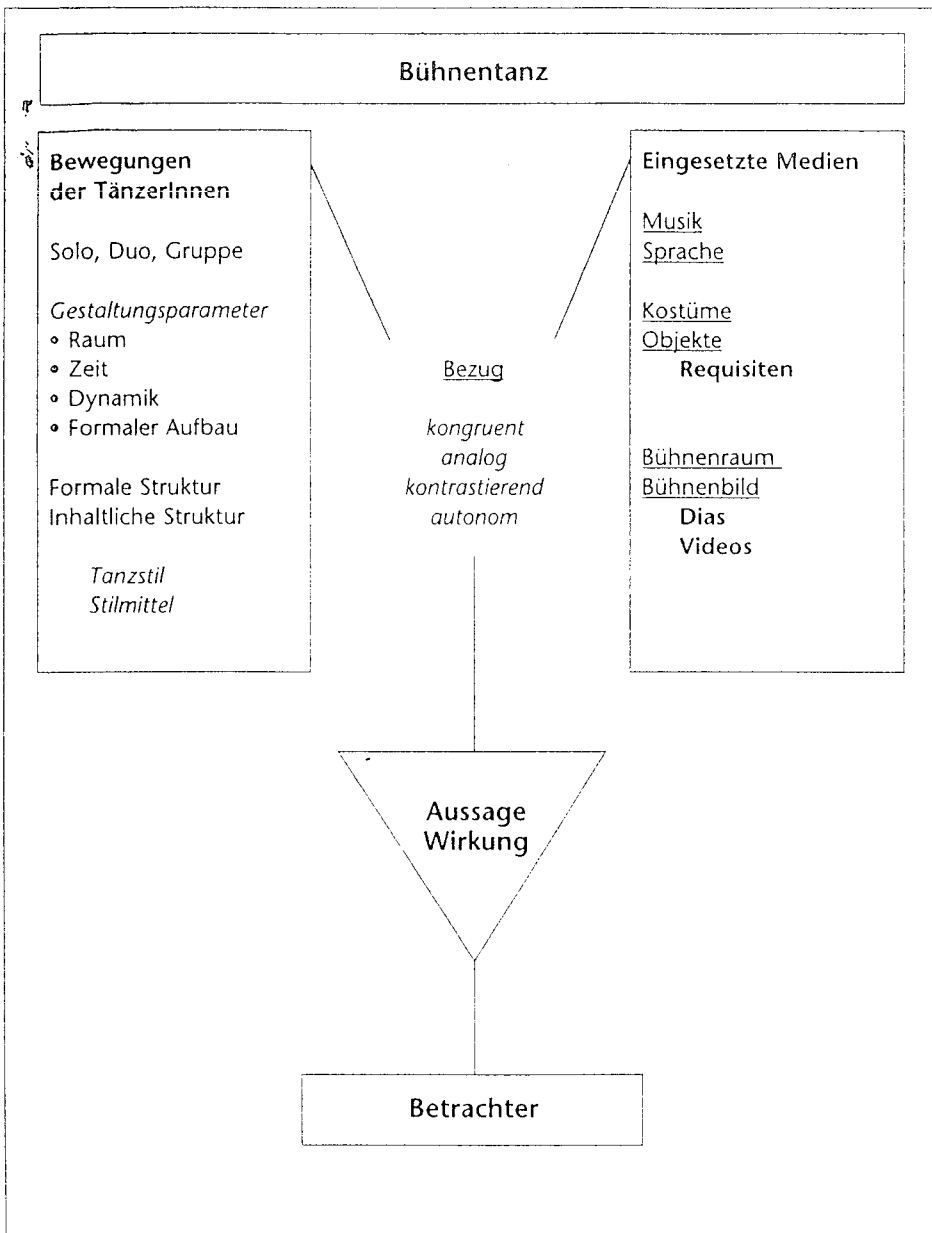 Bühnentanz
Bewegungen
der TänzerInnen
Solo, Duo, Gruppe
Gestaltungsparameter
• Raum
• Zeit
• Dynamik
• Formaler Aufbau
Formale Struktur
Inhaltliche Struktur
Tanzstil
Stilmittel
Bezug
kongruent
analog
kontrastierend
autonom
Eingesetzte Medien
Musik
Sprache
Kostüme
Objekte
Requisiten
Bühnenraum
Bühnenbild
Dias
Videos
Aussage
Wirkung
Betrachter